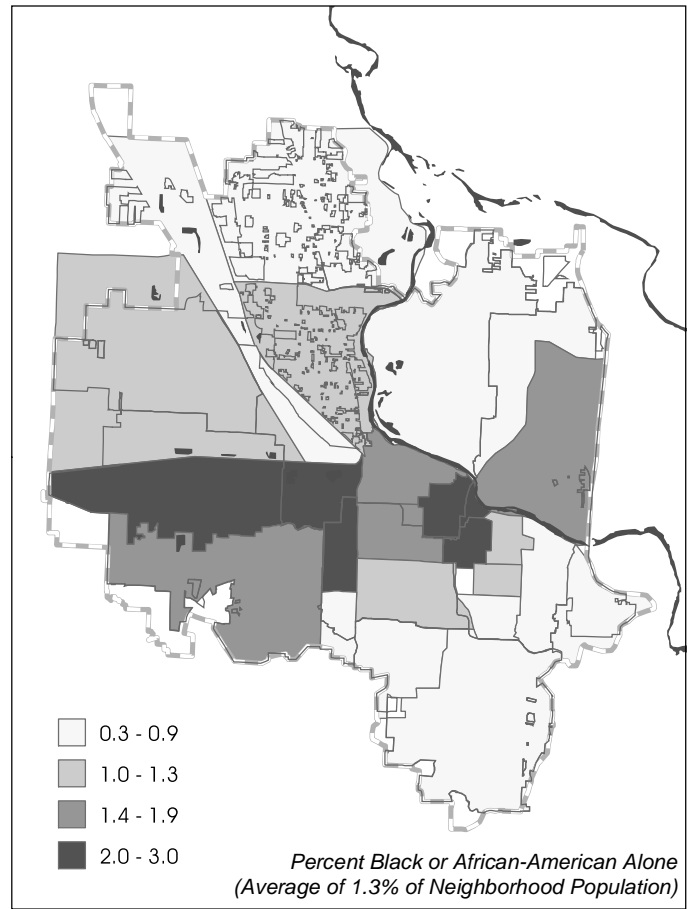 0.3 - 0.9
1.0 - 1.3
1.4 - 1.9
2.0 - 3.0
Percent Black or African-American Alone
(Average of 1.3% of Neighborhood Population)